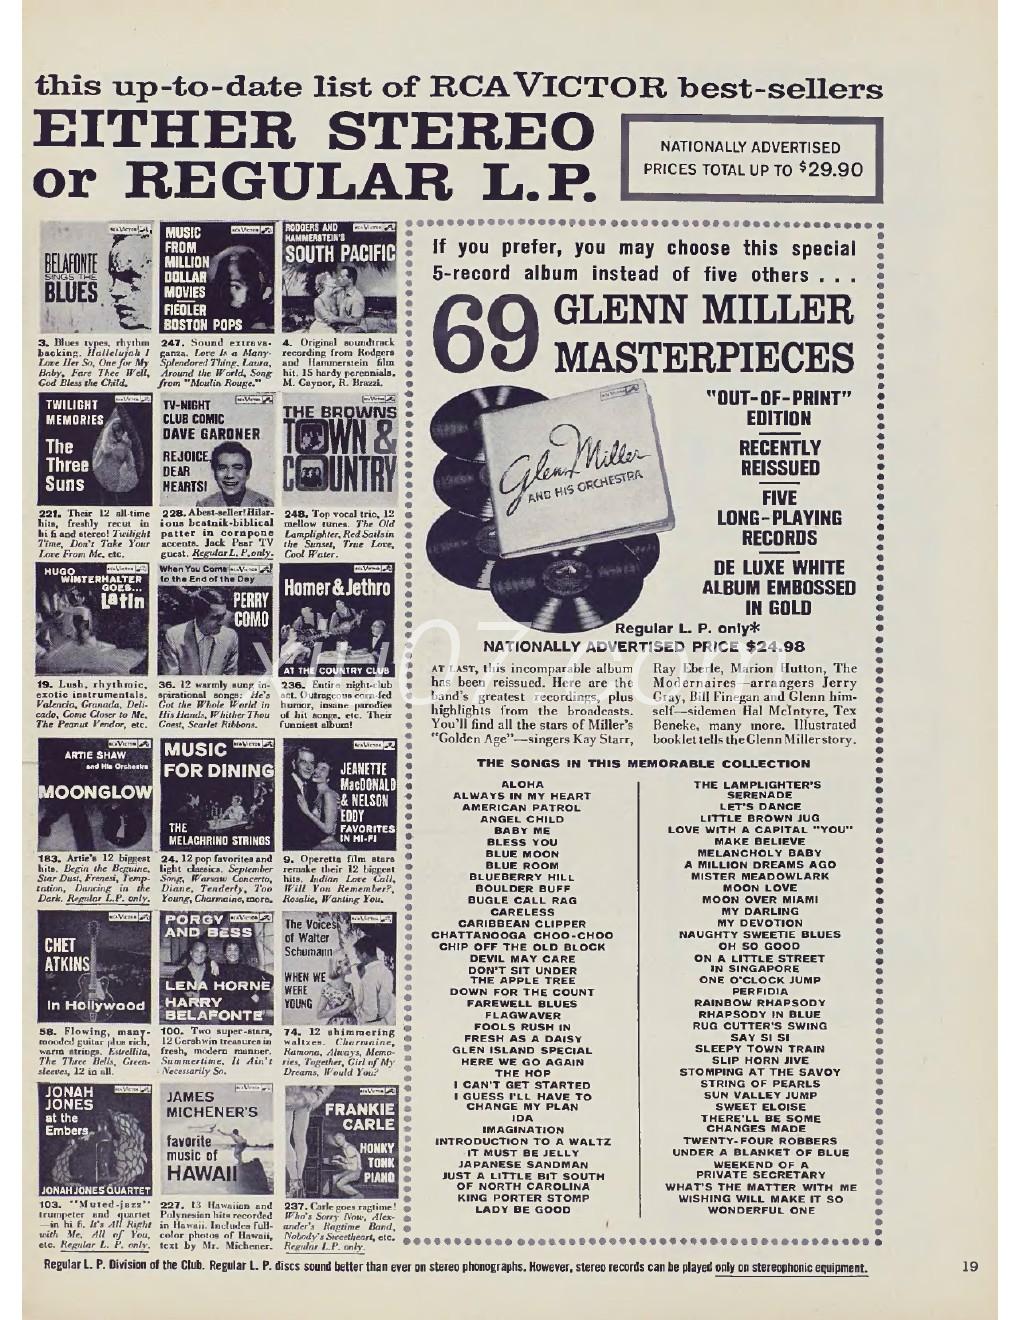 this up-to-date list of RCA VICTOR best-sellers
EITHER STEREO
or REGULAR L.P.
NATIONALLY ADVERTISED
PRICES TOTAL UP TO $29.90
BELAFONTE
SINGS THE
BLUES
3. Blues types, rhythm
backing. Hallelujah I
Love Her So, One for My
Baby, Fare Thee Well,
God Bless the Child.
MUSIC
FROM
MILLION
DOLLAR
MOVIES
FIEDLER
BOSTON POPS
247. Sound extrava-
ganza. Love Is a Many-
Splendored Thing, Laura,
Around the World, Song
from "Moulin Rouge."
RODGERS AND
HAMMERSTEIN'S
SOUTH PACIFIC
4. Original soundtrack
recording from Rodgers
and Hammerstein film
hit. 15 hardy perennials.
M. Gaynor, R. Brazzi.
TWILIGHT
MEMORIES
The
Three
Suns
221. Their 12 all-time
hits, freshly recut in
hi fi and stereo! Twilight
Time, Don't Take Your
Love From Me, etc.
TV-NIGHT
CLUB COMIC
DAVE GARDNER
REJOICE,
DEAR
HEARTS!
228. A best-seller! Hilar-
ious beatnik-biblical
patter in cornpone
accents. Jack Paar TV
guest. Regular L. P. only.
THE BROWNS
TOWN &
COUNTRY
248. Top vocal trio, 12
mellow tunes. The Old
Lamplighter, Red Sails in
the Sunset, True Love,
Cool Water.
HUGO
WINTERHALTER
GOES...
Latin
19. Lush, rhythmic,
exotic instrumentals.
Valencia, Granada, Deli-
cado, Come Closer to Me,
The Peanut Vendor, etc.
When You Come
to the End of the Day
PERRY
COMO
36. 12 warmly sung in-
spirational songs. He's
Got the Whole World in
His Hands, Whither Thou
Goest, Scarlet Ribbons.
Homer & Jethro
AT THE COUNTRY CLUB
236. Entire night-club
act. Outrageous corn-fed
humor, insane parodies
of hit songs, etc. Their
funniest album!
ARTIE SHAW
and His Orchestra
MOONGLOW
183. Artie's 12 biggest
hits. Begin the Beguine,
Star Dust, Frenesi, Temp-
tation, Dancing in the
Dark. Regular L.P. only.
MUSIC
FOR DINING
THE
MELACHRINO STRINGS
24. 12 pop favorites and
light classics. September
Song, Warsaw Concerto,
Diane, Tenderly, Too
Young, Charmaine, more.
JEANETTE
MacDONALD
& NELSON
EDDY
FAVORITES
IN HI-FI
9. Operetta film stars
remake their 12 biggest
hits. Indian Love Call,
Will You Remember?,
Rosalie, Wanting You.
CHET
ATKINS
In Hollywood
58. Flowing, many-
mooded guitar plus rich,
warm strings. Estrellita,
The Three Bells, Green-
sleeves, 12 in all.
PORGY
AND BESS
LENA HORNE
HARRY
BELAFONTE
100. Two super-stars,
12 Gershwin treasures in
fresh, modern manner.
Summertime, It Ain't
Necessarily So.
The Voices
of Walter
Schumann
WHEN WE
WERE
YOUNG
74. 12 shimmering
waltzes. Charmaine,
Ramona, Always, Memo-
ries, Together, Girl of My
Dreams, Would You?
JONAH
JONES
at the
Embers
JONAH JONES QUARTET
103. "Muted-jazz"
trumpeter and quartet
—in hi fi. It's All Right
with Me, All of You,
etc. Regular L. P. only.
JAMES
MICHENER'S
favorite
music of
HAWAII
227. 13 Hawaiian and
Polynesian hits recorded
in Hawaii. Includes full-
color photos of Hawaii,
text by Mr. Michener.
FRANKIE
CARLE
HONKY
TONK
PIANO
237. Carle goes ragtime!
Who's Sorry Now, Alex-
ander's Ragtime Band,
Nobody's Sweetheart, etc.
Regular L.P. only.
If you prefer, you may choose this special
5-record album instead of five others . . .
69 GLENN MILLER
MASTERPIECES
Glenn Miller
AND HIS ORCHESTRA
"OUT-OF-PRINT"
EDITION
RECENTLY
REISSUED
FIVE
LONG-PLAYING
RECORDS
DE LUXE WHITE
ALBUM EMBOSSED
IN GOLD
Regular L. P. only*
NATIONALLY ADVERTISED PRICE $24.98
AT LAST, this incomparable album
has been reissued. Here are the
band's greatest recordings, plus
highlights from the broadcasts.
You'll find all the stars of Miller's
"Golden Age"—singers Kay Starr,
Ray Eberle, Marion Hutton, The
Modernaires—arrangers Jerry
Gray, Bill Finegan and Glenn him-
self—sidemen Hal McIntyre, Tex
Beneke, many more. Illustrated
booklet tells the Glenn Miller story.
THE SONGS IN THIS MEMORABLE COLLECTION
ALOHA
ALWAYS IN MY HEART
AMERICAN PATROL
ANGEL CHILD
BABY ME
BLESS YOU
BLUE MOON
BLUE ROOM
BLUEBERRY HILL
BOULDER BUFF
BUGLE CALL RAG
CARELESS
CARIBBEAN CLIPPER
CHATTANOOGA CHOO-CHOO
CHIP OFF THE OLD BLOCK
DEVIL MAY CARE
DON'T SIT UNDER
THE APPLE TREE
DOWN FOR THE COUNT
FAREWELL BLUES
FLAGWAVER
FOOLS RUSH IN
FRESH AS A DAISY
GLEN ISLAND SPECIAL
HERE WE GO AGAIN
THE HOP
I CAN'T GET STARTED
I GUESS I'LL HAVE TO
CHANGE MY PLAN
IDA
IMAGINATION
INTRODUCTION TO A WALTZ
IT MUST BE JELLY
JAPANESE SANDMAN
JUST A LITTLE BIT SOUTH
OF NORTH CAROLINA
KING PORTER STOMP
LADY BE GOOD
THE LAMPLIGHTER'S
SERENADE
LET'S DANCE
LITTLE BROWN JUG
LOVE WITH A CAPITAL "YOU"
MAKE BELIEVE
MELANCHOLY BABY
A MILLION DREAMS AGO
MISTER MEADOWLARK
MOON LOVE
MOON OVER MIAMI
MY DARLING
MY DEVOTION
NAUGHTY SWEETIE BLUES
OH SO GOOD
ON A LITTLE STREET
IN SINGAPORE
ONE O'CLOCK JUMP
PERFIDIA
RAINBOW RHAPSODY
RHAPSODY IN BLUE
RUG CUTTER'S SWING
SAY SI SI
SLEEPY TOWN TRAIN
SLIP HORN JIVE
STOMPING AT THE SAVOY
STRING OF PEARLS
SUN VALLEY JUMP
SWEET ELOISE
THERE'LL BE SOME
CHANGES MADE
TWENTY-FOUR ROBBERS
UNDER A BLANKET OF BLUE
WEEKEND OF A
PRIVATE SECRETARY
WHAT'S THE MATTER WITH ME
WISHING WILL MAKE IT SO
WONDERFUL ONE
Regular L. P. Division of the Club. Regular L. P. discs sound better than ever on stereo phonographs. However, stereo records can be played only on stereophonic equipment.
19